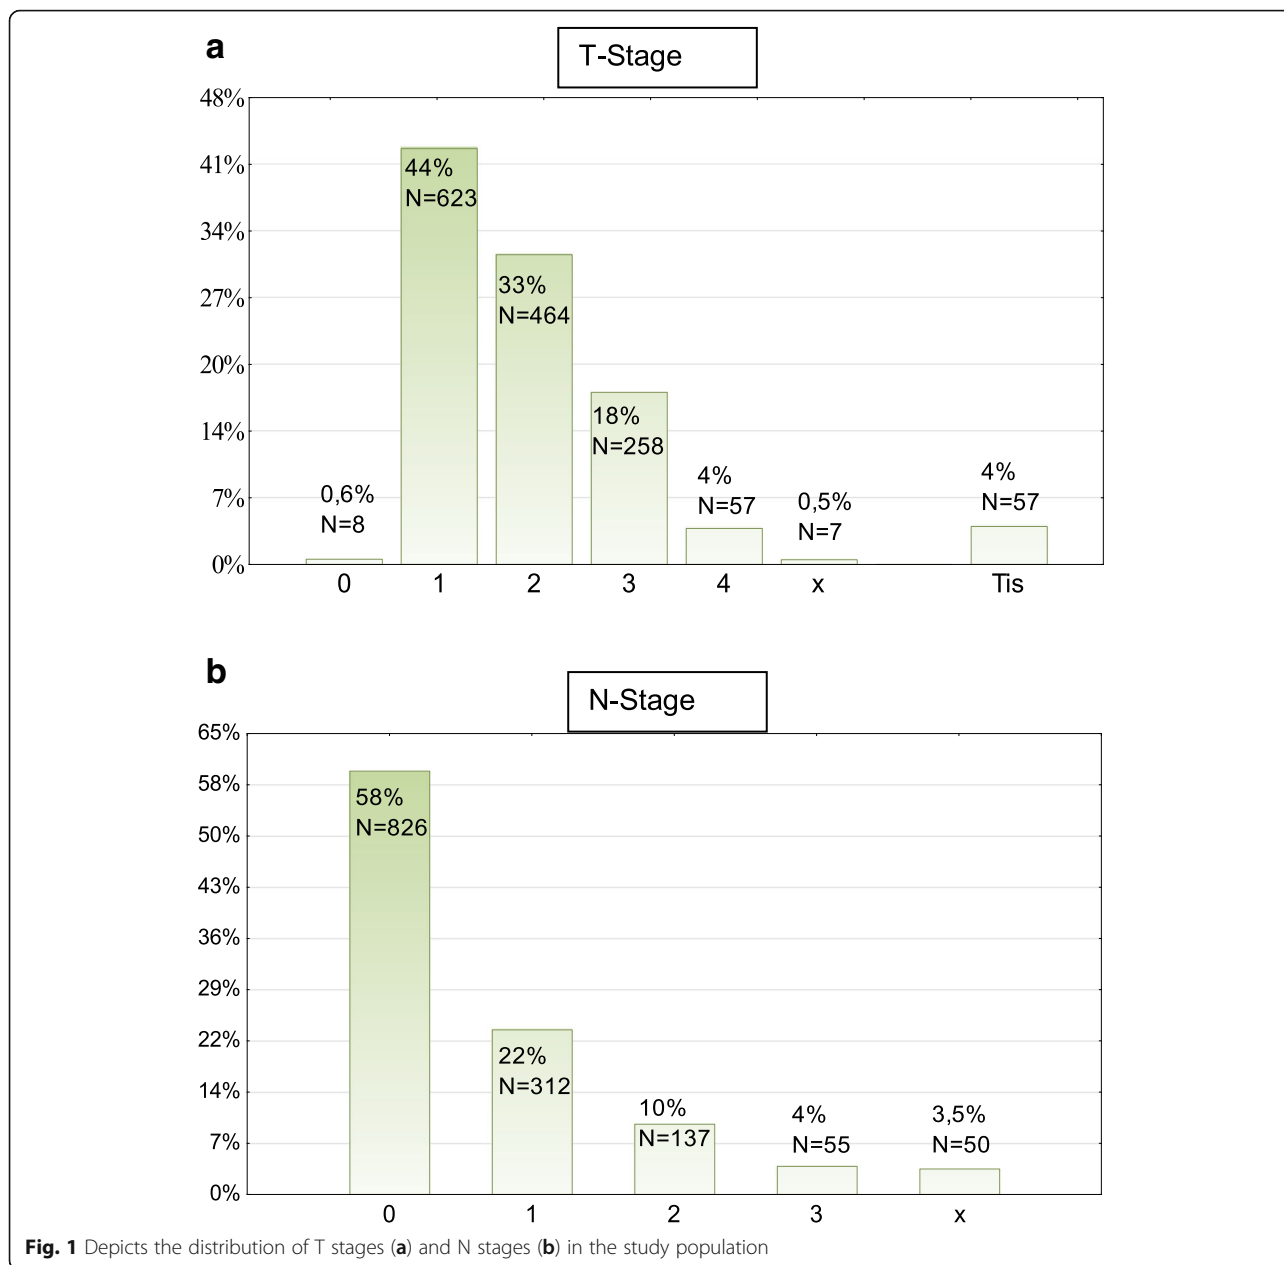 a
T-Stage
48%
41%
34%
27%
20%
14%
7%
0%
44%
N=623
33%
N=464
18%
N=258
0,6%
N=8
4%
N=57
0,5%
N=7
4%
N=57
0 1 2 3 4 x Tis
b
N-Stage
65%
58%
50%
43%
36%
29%
22%
14%
7%
0%
58%
N=826
22%
N=312
10%
N=137
4%
N=55
3,5%
N=50
0 1 2 3 x
Fig. 1 Depicts the distribution of T stages (a) and N stages (b) in the study population